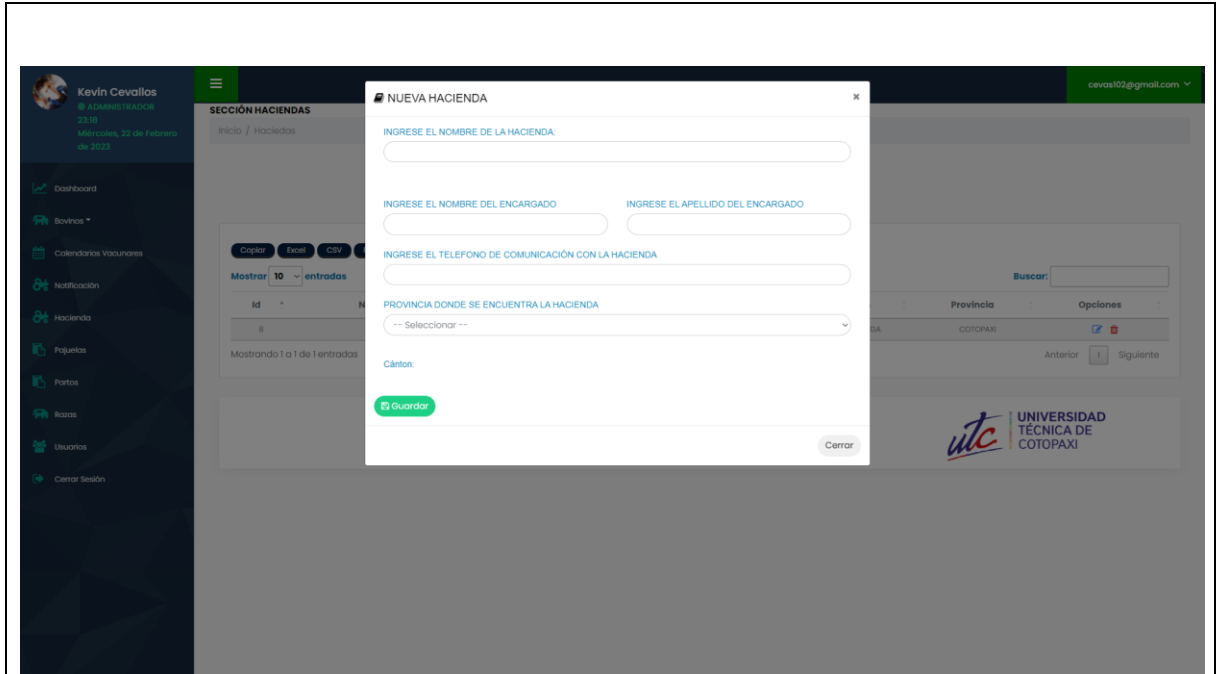 Kevin Cevallos
ADMINISTRADOR
23:18
Miércoles, 22 de Febrero
de 2023
Dashboard
Bovinos
Calendarios Vacunares
Notificación
Hacienda
Pajuelas
Partos
Razas
Usuarios
Cerrar Sesión
cevas102@gmail.com
SECCIÓN HACIENDAS
Inicio / Haciedas
NUEVA HACIENDA
INGRESE EL NOMBRE DE LA HACIENDA:
INGRESE EL NOMBRE DEL ENCARGADO INGRESE EL APELLIDO DEL ENCARGADO
INGRESE EL TELEFONO DE COMUNICACIÓN CON LA HACIENDA
PROVINCIA DONDE SE ENCUENTRA LA HACIENDA
-- Seleccionar --
Cánton:
Guardar
Cerrar
Copiar Excel CSV
Mostrar 10 entradas
Buscar:
Id N Provincia Opciones
COTOPAXI
Mostrando 1 a 1 de 1 entradas
Anterior 1 Siguiente
utc
UNIVERSIDAD
TÉCNICA DE
COTOPAXI